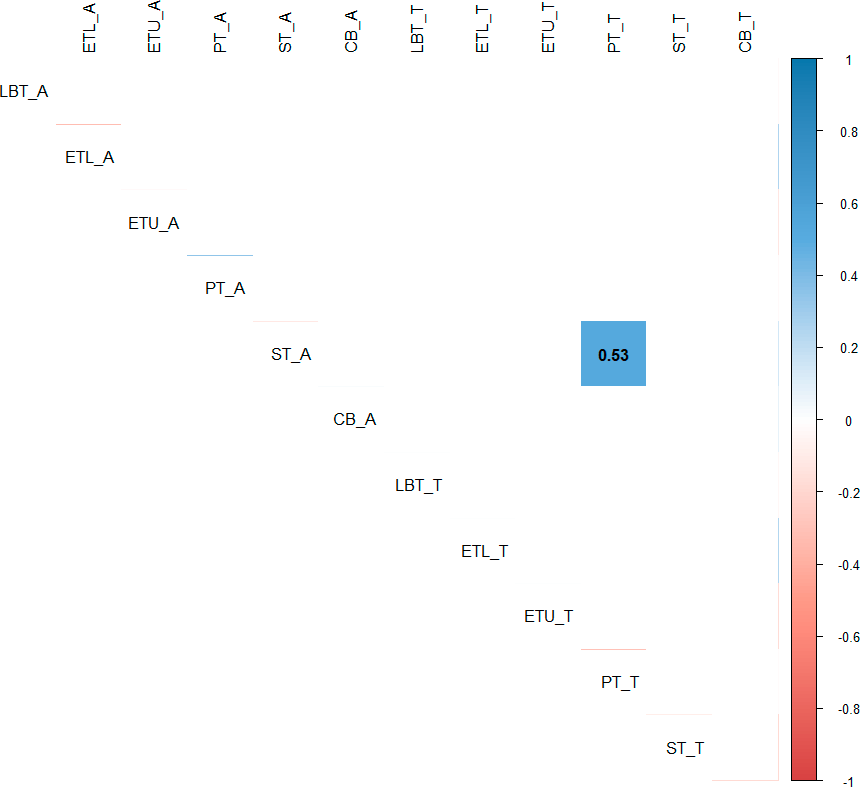 ETL_A
ETU_A
PT_A
ST_A
CB_A
LBT_T
ETL_T
ETU_T
PT_T
ST_T
CB_T
LBT_A
ETL_A
ETU_A
PT_A
ST_A
0.53
CB_A
LBT_T
ETL_T
ETU_T
PT_T
ST_T
1
0.8
0.6
0.4
0.2
0
-0.2
-0.4
-0.6
-0.8
-1